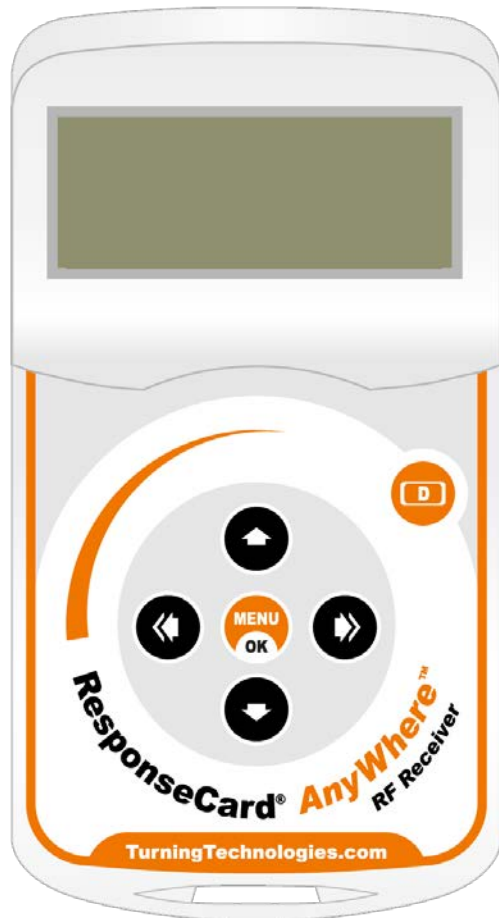 D
MENU
OK
ResponseCard® AnyWhere™
RF Receiver
TurningTechnologies.com